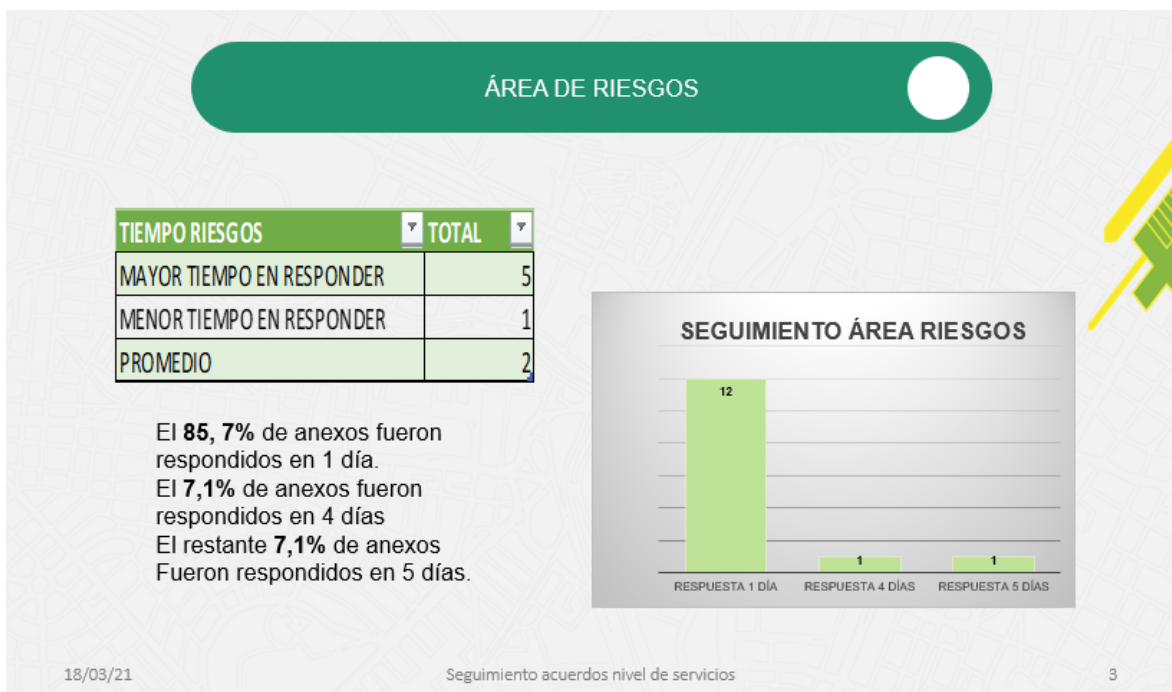 ÁREA DE RIESGOS
TIEMPO RIESGOS TOTAL
MAYOR TIEMPO EN RESPONDER 5
MENOR TIEMPO EN RESPONDER 1
PROMEDIO 2
El 85, 7% de anexos fueron
respondidos en 1 día.
El 7,1% de anexos fueron
respondidos en 4 días
El restante 7,1% de anexos
Fueron respondidos en 5 días.
SEGUIMIENTO ÁREA RIESGOS
12
1 1
RESPUESTA 1 DÍA RESPUESTA 4 DÍAS RESPUESTA 5 DÍAS
18/03/21 Seguimiento acuerdos nivel de servicios 3